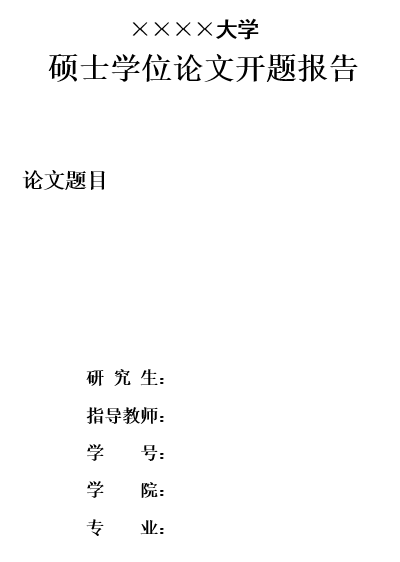 ××××大学
硕士学位论文开题报告
论文题目
研 究 生：
指导教师：
学 号：
学 院：
专 业：